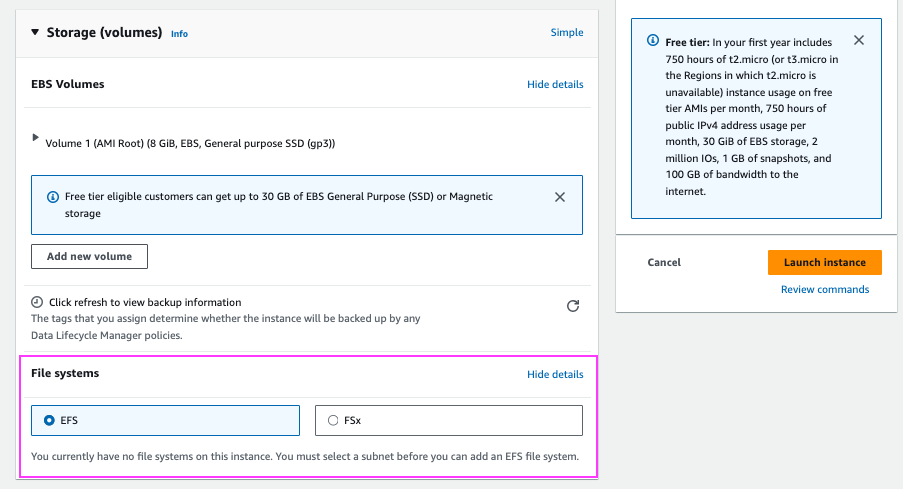 Storage (volumes) Info Simple
EBS Volumes Hide details
Volume 1 (AMI Root) (8 GiB, EBS, General purpose SSD (gp3))
Free tier eligible customers can get up to 30 GB of EBS General Purpose (SSD) or Magnetic
storage
Add new volume
Click refresh to view backup information
The tags that you assign determine whether the instance will be backed up by any
Data Lifecycle Manager policies.
File systems Hide details
EFS FSx
You currently have no file systems on this instance. You must select a subnet before you can add an EFS file system.
Free tier: In your first year includes
750 hours of t2.micro (or t3.micro in
the Regions in which t2.micro is
unavailable) instance usage on free
tier AMIs per month, 750 hours of
public IPv4 address usage per
month, 30 GiB of EBS storage, 2
million IOs, 1 GB of snapshots, and
100 GB of bandwidth to the
internet.
Cancel Launch instance
Review commands